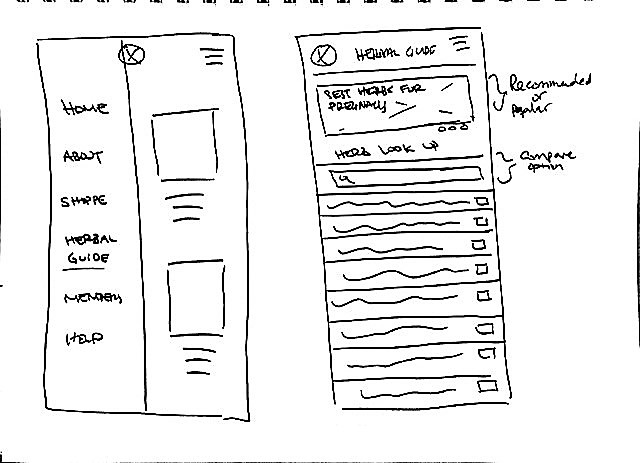 X
HOME
ABOUT
SHOPPE
HERBAL
GUIDE
MEMBERS
HELP
X
HERBAL GUIDE
BEST HERBS FOR
PREGNANCY
HERB LOOK UP
Recommended
or
Popular
Compare
option